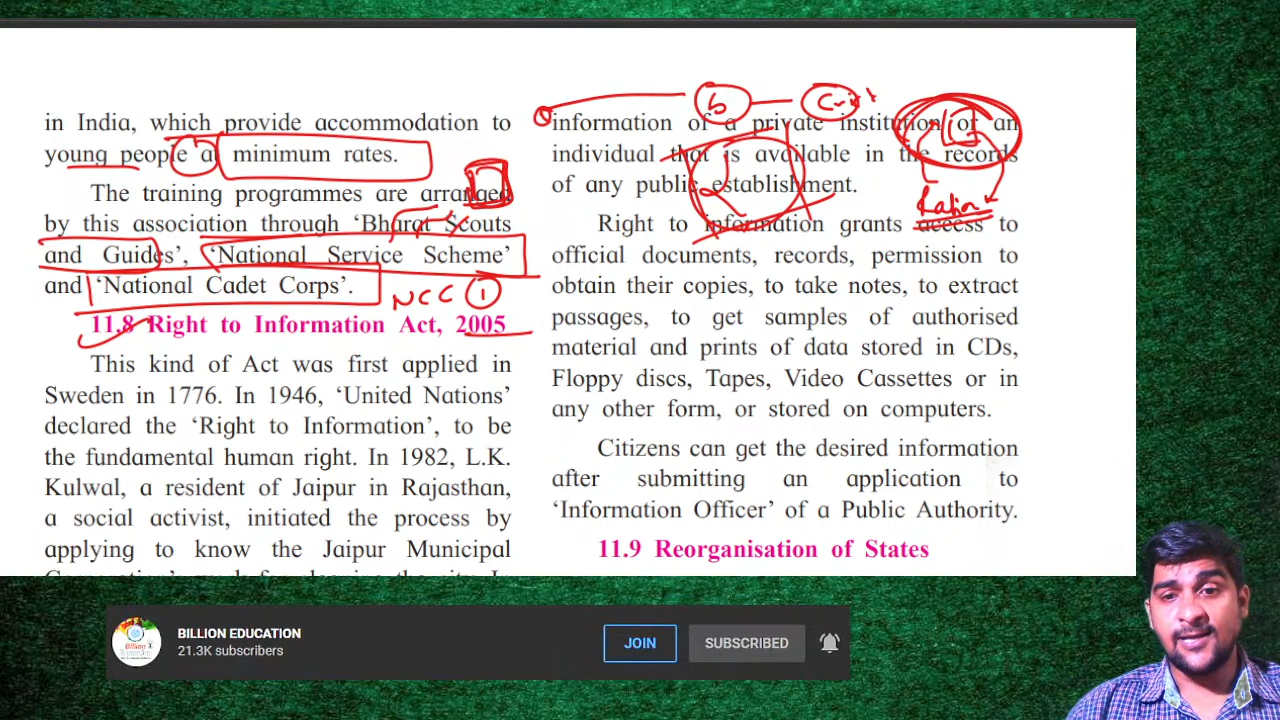 in India, which provide accommodation to
young people at minimum rates.
The training programmes are arranged
by this association through ‘Bharat Scouts
and Guides’, ‘National Service Scheme’
and ‘National Cadet Corps’.
NCC 1
11.8 Right to Information Act, 2005
This kind of Act was first applied in
Sweden in 1776. In 1946, ‘United Nations’
declared the ‘Right to Information’, to be
the fundamental human right. In 1982, L.K.
Kulwal, a resident of Jaipur in Rajasthan,
a social activist, initiated the process by
applying to know the Jaipur Municipal
information of a private institution or an
individual that is available in the records
of any public establishment.
Right to information grants access to
official documents, records, permission to
obtain their copies, to take notes, to extract
passages, to get samples of authorised
material and prints of data stored in CDs,
Floppy discs, Tapes, Video Cassettes or in
any other form, or stored on computers.
Citizens can get the desired information
after submitting an application to
‘Information Officer’ of a Public Authority.
11.9 Reorganisation of States
BILLION EDUCATION
21.3K subscribers
JOIN
SUBSCRIBED